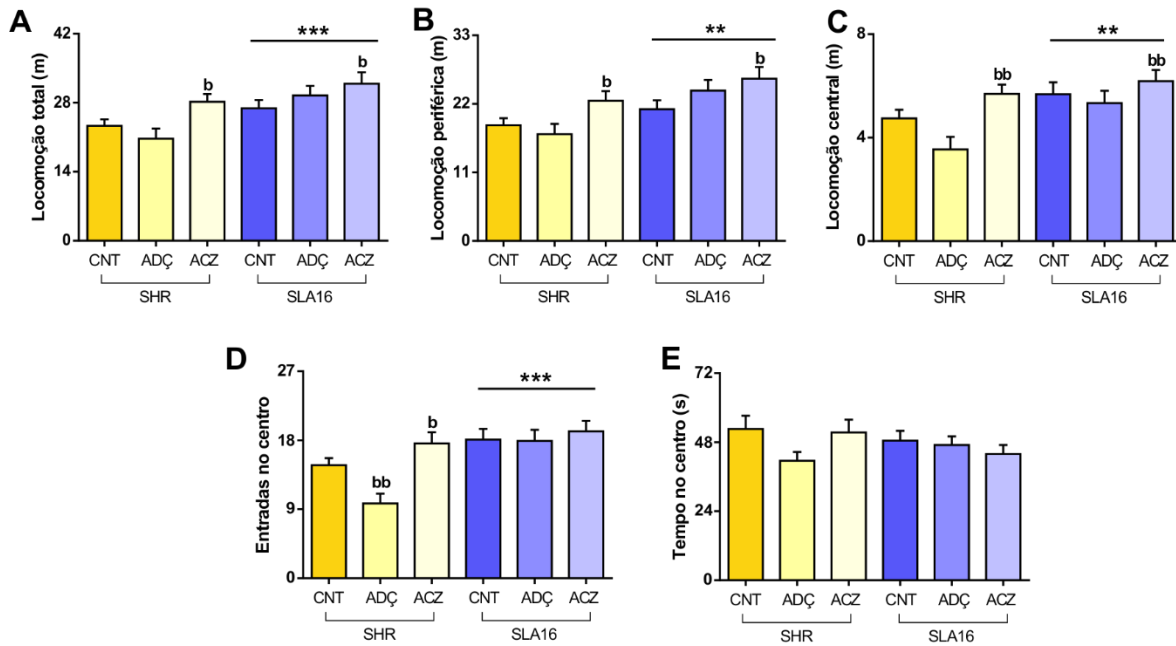 A
Locomoção total (m)
42
28
14
0
***
b
b
CNT ADÇ ACZ CNT ADÇ ACZ
SHR SLA16
B
Locomoção periférica (m)
33
22
11
0
**
b
b
CNT ADÇ ACZ CNT ADÇ ACZ
SHR SLA16
C
Locomoção central (m)
8
4
0
**
bb
bb
CNT ADÇ ACZ CNT ADÇ ACZ
SHR SLA16
D
Entradas no centro
27
18
9
0
***
bb
b
CNT ADÇ ACZ CNT ADÇ ACZ
SHR SLA16
E
Tempo no centro (s)
72
48
24
0
CNT ADÇ ACZ CNT ADÇ ACZ
SHR SLA16